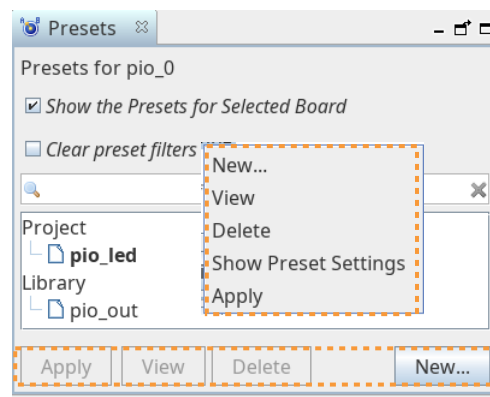 Presets
Presets for pio_0
Show the Presets for Selected Board
Clear preset filters
New...
View
Delete
Show Preset Settings
Apply
Project
pio_led
Library
pio_out
Apply View Delete New...